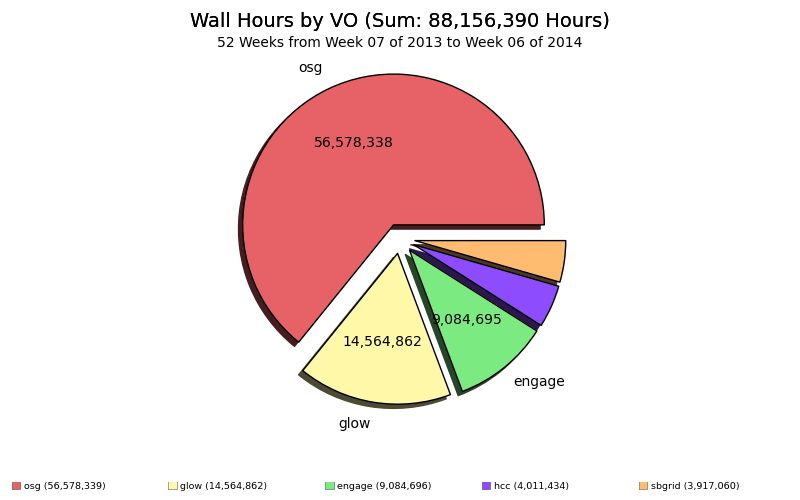 Wall Hours by VO (Sum: 88,156,390 Hours)
52 Weeks from Week 07 of 2013 to Week 06 of 2014
osg
56,578,338
9,084,695
14,564,862
engage
glow
osg (56,578,339)
glow (14,564,862)
engage (9,084,696)
hcc (4,011,434)
sbgrid (3,917,060)